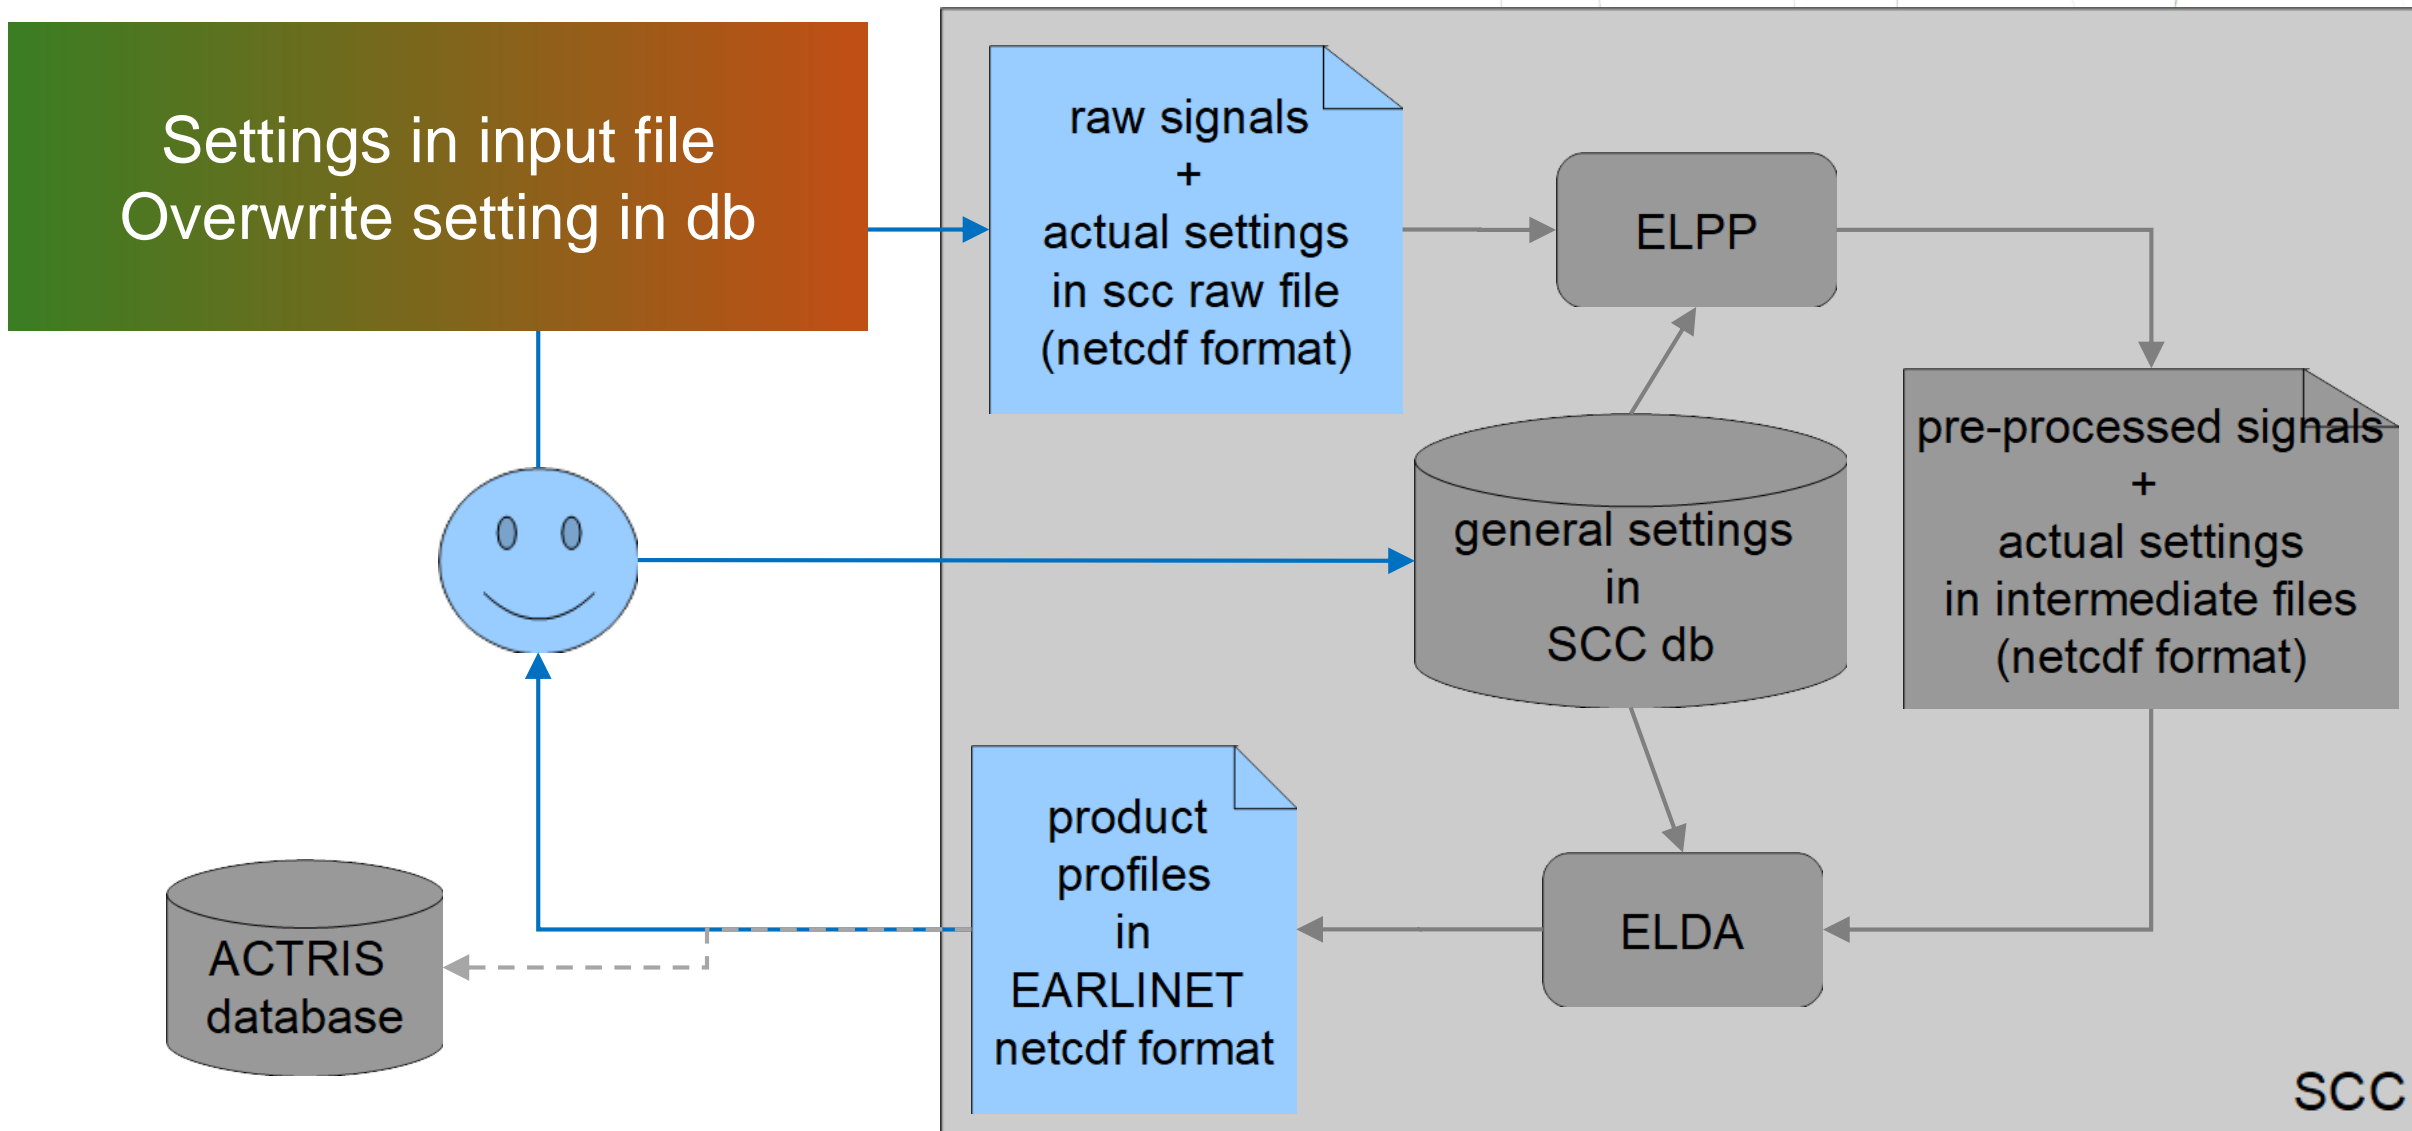 Settings in input file
Overwrite setting in db
raw signals
+
actual settings
in scc raw file
(netcdf format)
ELPP
pre-processed signals
+
actual settings
in intermediate files
(netcdf format)
general settings
in
SCC db
product
profiles
in
EARLINET
netcdf format
ELDA
ACTRIS
database
SCC